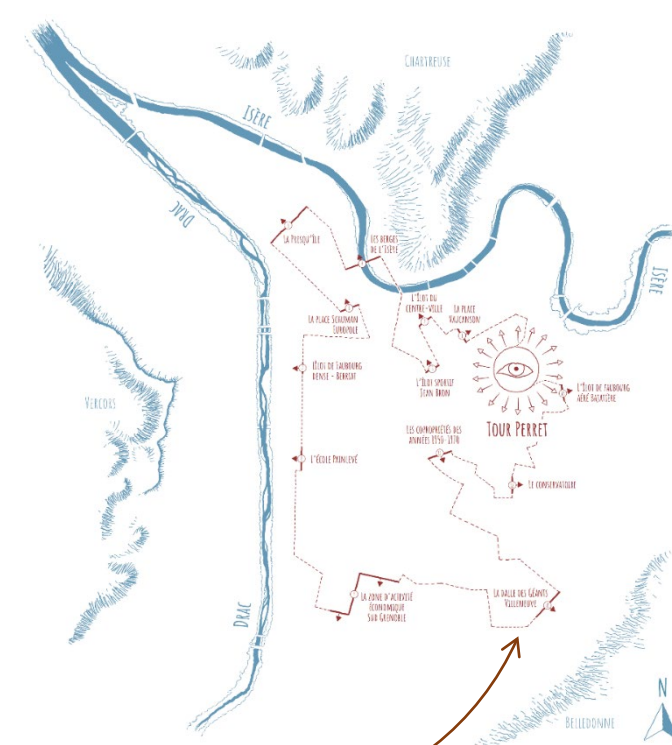 CHARTREUSE
ISÈRE
DRAC
LA PRESQU'ÎLE
LES BERGES
DE L'ISÈRE
ISÈRE
LA PLACE SCHUMAN
EUROPOLE
L'ÎLOT DU
CENTRE-VILLE
LA PLACE
VAUCANSON
L'ÎLOT DE FAUBOURG
DENSE - BERRIAT
L'ÎLOT SPORTIF
JEAN BRON
L'ÎLOT DE FAUBOURG
AÉRÉ BAJATIÈRE
VERCORS
TOUR PERRET
LES COPROPRIÉTÉS DES
ANNÉES 1950-1970
L'ÉCOLE PAINLEVÉ
LE CONSERVATOIRE
LA ZONE D'ACTIVITÉ
ÉCONOMIQUE
SUD GRENOBLE
LA DALLE DES GÉANTS
VILLENEUVE
DRAC
N
BELLEDONNE